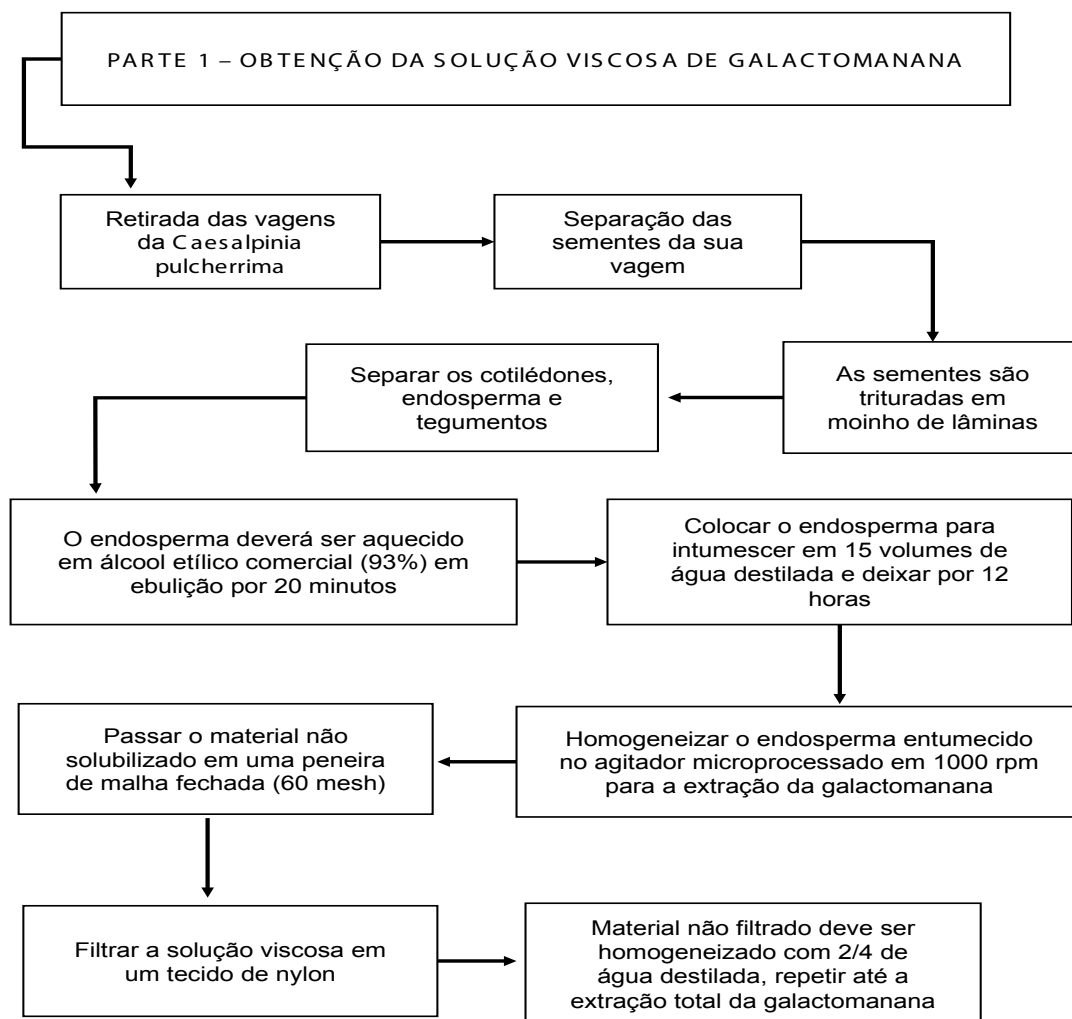 PARTE 1 – OBTENÇÃO DA SOLUÇÃO VISCOSA DE GALACTOMANANA
Retirada das vagens
da Caesalpinia
pulcherrima
Separação das
sementes da sua
vagem
As sementes são
trituradas em
moinho de lâminas
Separar os cotilédones,
endosperma e
tegumentos
O endosperma deverá ser aquecido
em álcool etílico comercial (93%) em
ebulição por 20 minutos
Colocar o endosperma para
intumescer em 15 volumes de
água destilada e deixar por 12
horas
Homogeneizar o endosperma entumecido
no agitador microprocessado em 1000 rpm
para a extração da galactomanana
Passar o material não
solubilizado em uma peneira
de malha fechada (60 mesh)
Filtrar a solução viscosa em
um tecido de nylon
Material não filtrado deve ser
homogeneizado com 2/4 de
água destilada, repetir até a
extração total da galactomanana